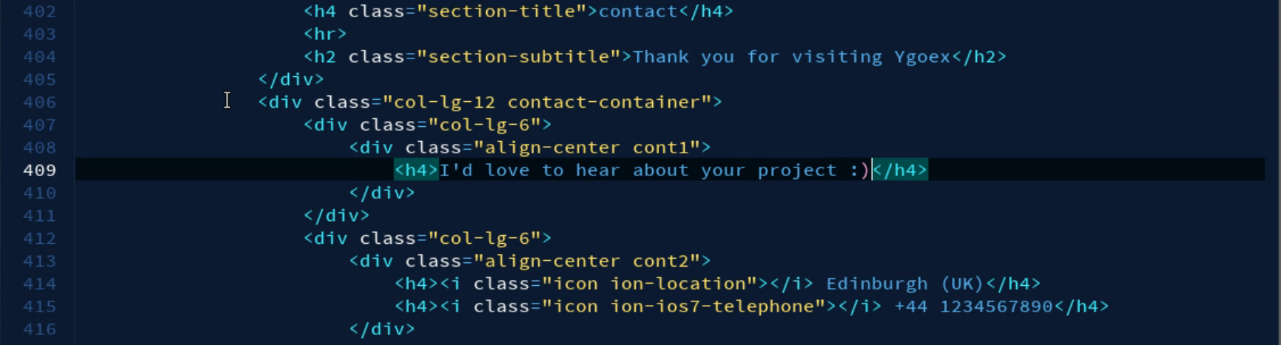 402 <h4 class="section-title">contact</h4>
403 <hr>
404 <h2 class="section-subtitle">Thank you for visiting Ygoex</h2>
405 </div>
406 <div class="col-lg-12 contact-container">
407 <div class="col-lg-6">
408 <div class="align-center cont1">
409 <h4>I'd love to hear about your project :)</h4>
410 </div>
411 </div>
412 <div class="col-lg-6">
413 <div class="align-center cont2">
414 <h4><i class="icon ion-location"></i> Edinburgh (UK)</h4>
415 <h4><i class="icon ion-ios7-telephone"></i> +44 1234567890</h4>
416 </div>